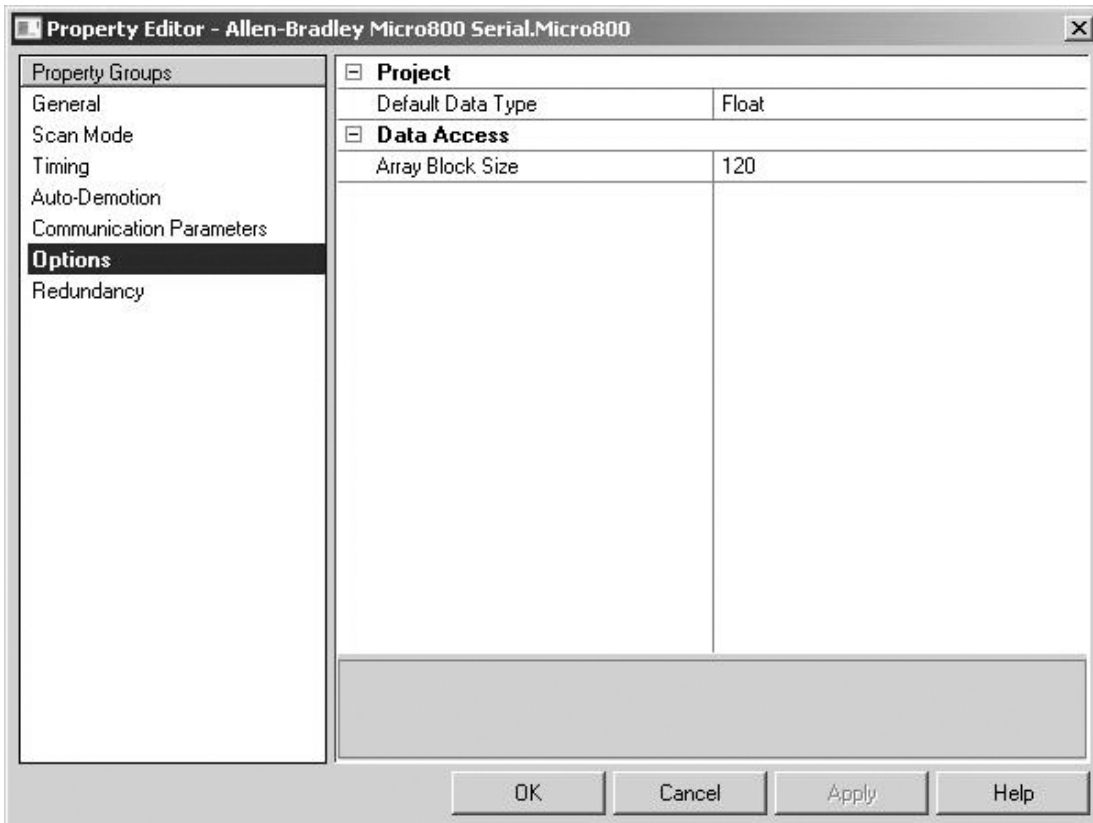 Property Editor - Allen-Bradley Micro800 Serial.Micro800
Property Groups
General
Scan Mode
Timing
Auto-Demotion
Communication Parameters
Options
Redundancy
Project
Default Data Type Float
Data Access
Array Block Size 120
OK Cancel Apply Help